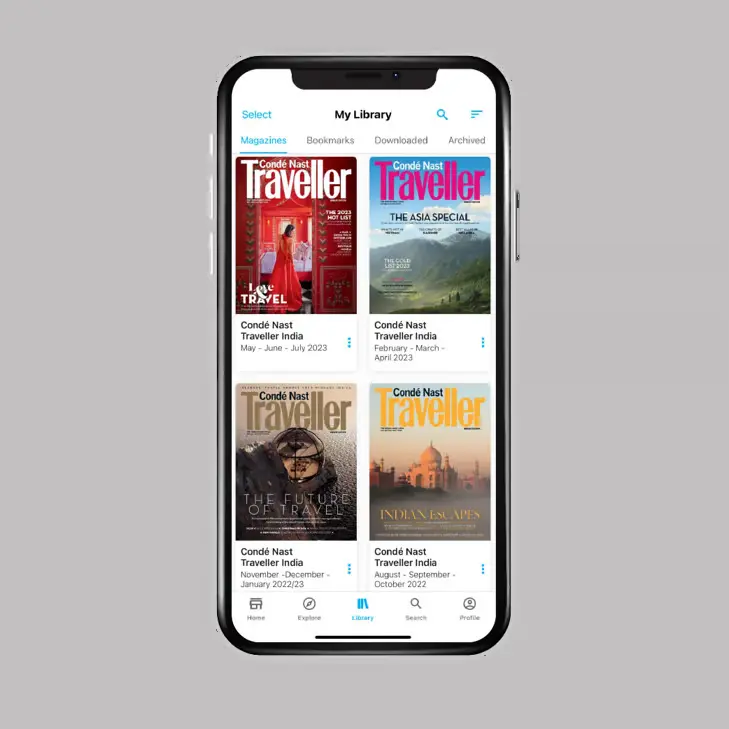 Select
My Library
Magazines
Bookmarks
Downloaded
Archived
Condé Nast
Traveller
THE 2023
HOT LIST
Love
&
TRAVEL
Condé Nast
Traveller India
May - June - July 2023
Condé Nast
Traveller
THE ASIA SPECIAL
THE GOLD
LIST 2023
Condé Nast
Traveller India
February - March -
April 2023
Condé Nast
Traveller
THE FUTURE
OF TRAVEL
Condé Nast
Traveller India
November -December -
January 2022/23
Condé Nast
Traveller
INDIAN ESCAPES
Condé Nast
Traveller India
August - September -
October 2022
Home
Explore
Library
Search
Profile